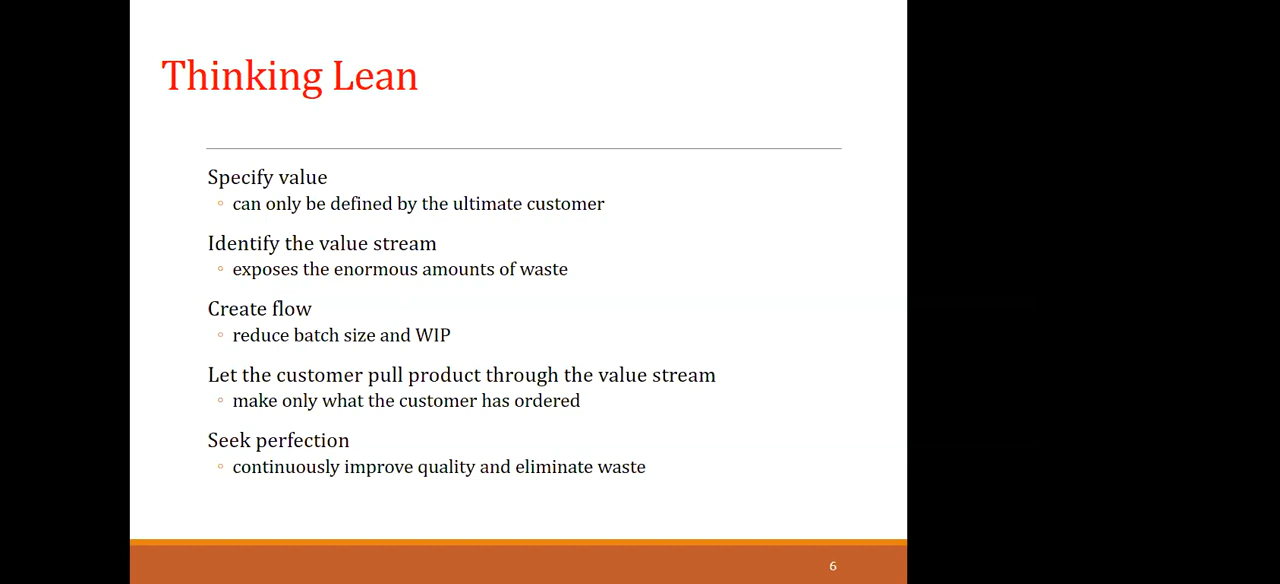 Thinking Lean
Specify value
◦ can only be defined by the ultimate customer
Identify the value stream
◦ exposes the enormous amounts of waste
Create flow
◦ reduce batch size and WIP
Let the customer pull product through the value stream
◦ make only what the customer has ordered
Seek perfection
◦ continuously improve quality and eliminate waste
6